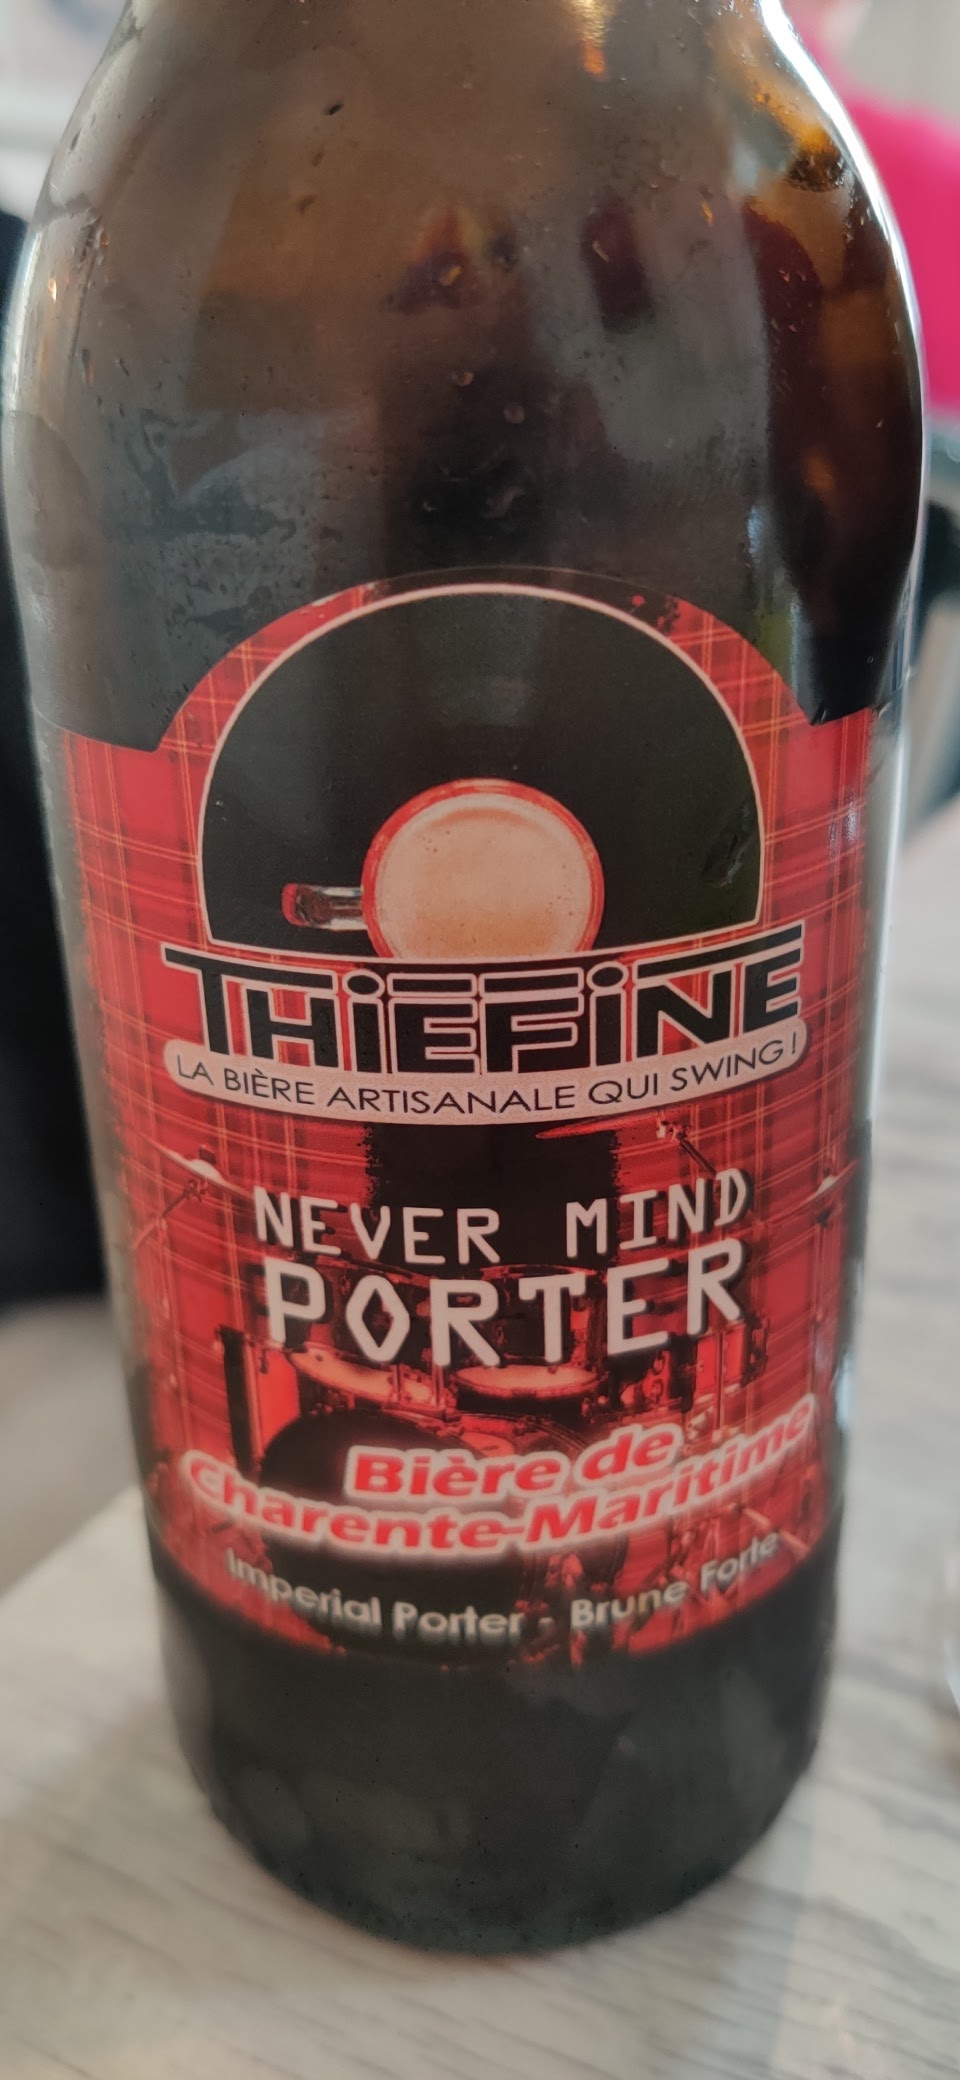 THiEFiNE
LA BIÈRE ARTISANALE QUI SWING !
NEVER MIND
PORTER
Bière de
Charente-Maritime
Imperial Porter - Brune Forte